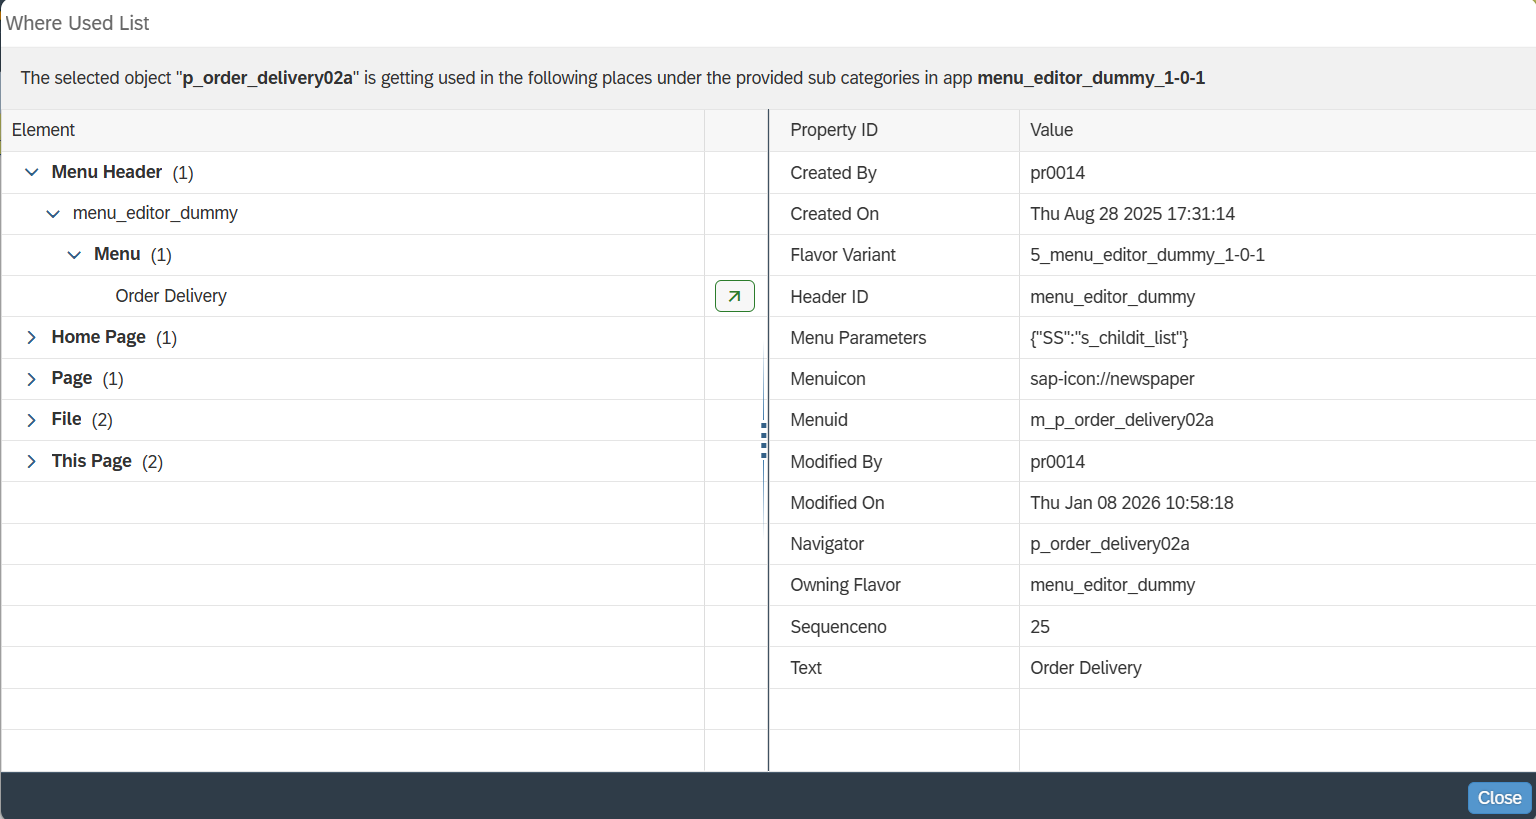 Where Used List
The selected object "p_order_delivery02a" is getting used in the following places under the provided sub categories in app menu_editor_dummy_1-0-1
Element
Property ID Value
Menu Header (1)
Created By pr0014
menu_editor_dummy
Created On Thu Aug 28 2025 17:31:14
Menu (1)
Flavor Variant 5_menu_editor_dummy_1-0-1
Order Delivery
Header ID menu_editor_dummy
Home Page (1)
Menu Parameters {"SS":"s_childit_list"}
Page (1)
Menuicon sap-icon://newspaper
File (2)
Menuid m_p_order_delivery02a
This Page (2)
Modified By pr0014
Modified On Thu Jan 08 2026 10:58:18
Navigator p_order_delivery02a
Owning Flavor menu_editor_dummy
Sequenceno 25
Text Order Delivery
Close